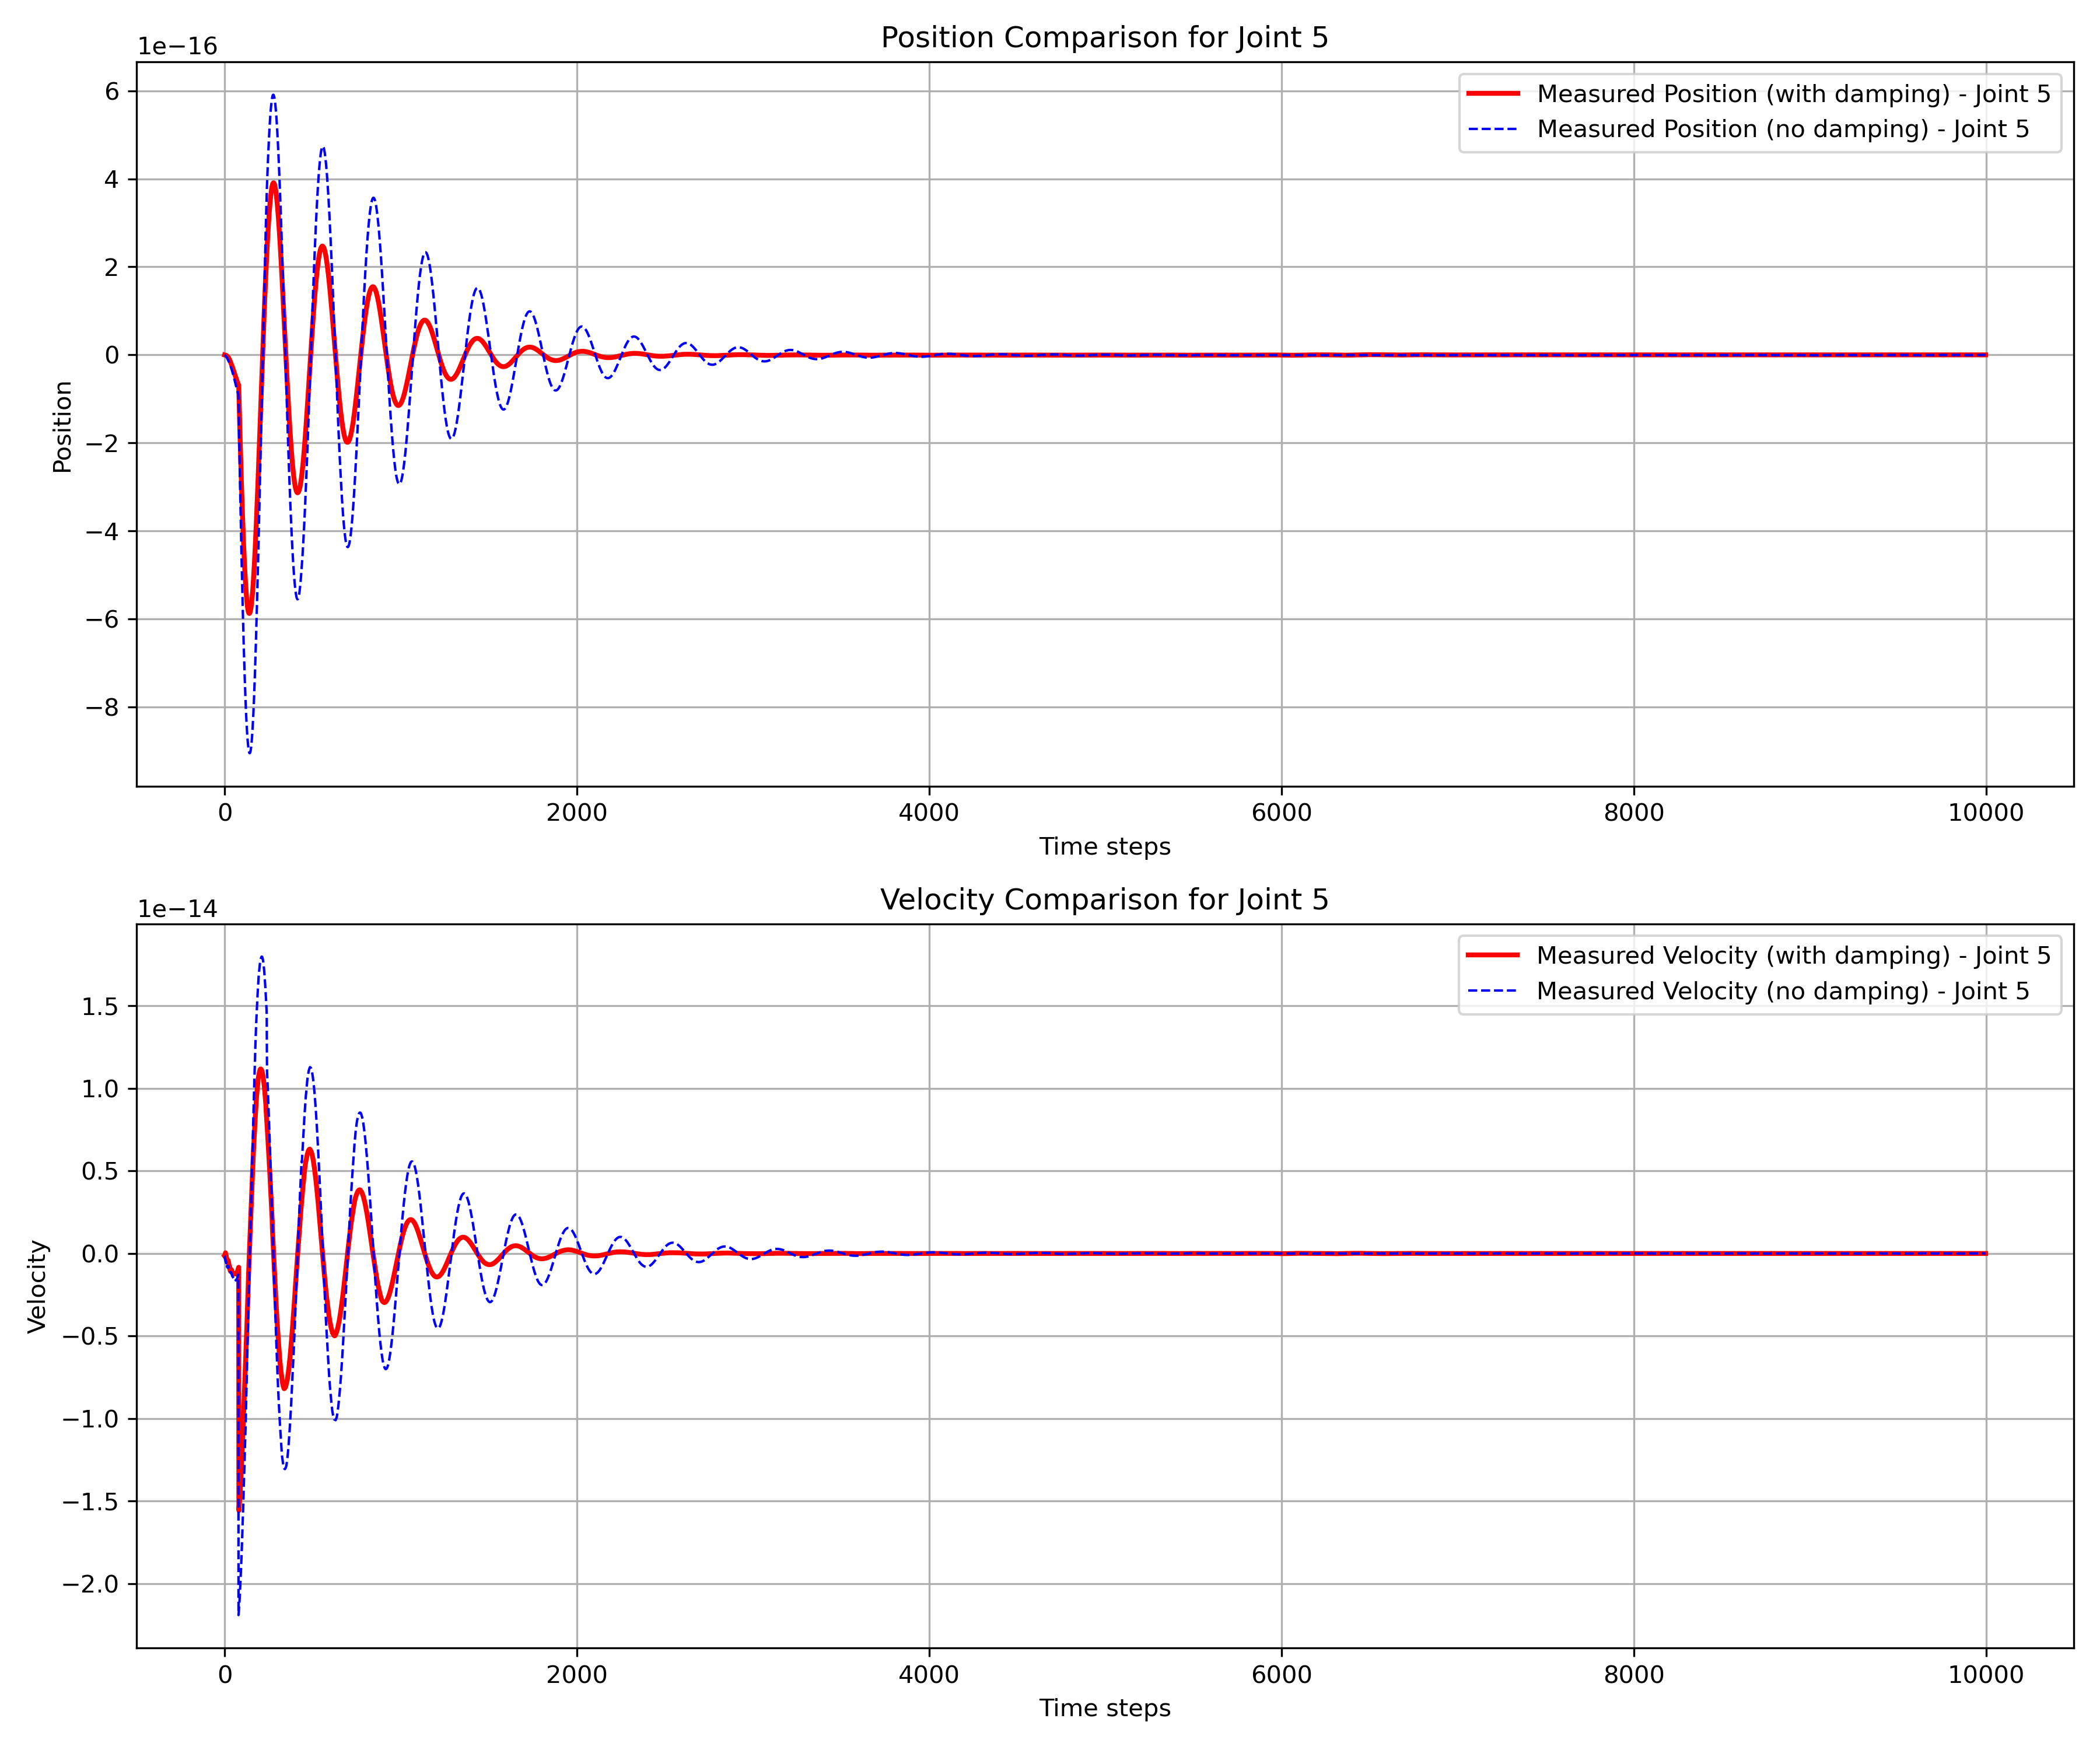 Position Comparison for Joint 5
1e−16
6
4
2
0
−2
−4
−6
−8
Position
Measured Position (with damping) - Joint 5
Measured Position (no damping) - Joint 5
0 2000 4000 6000 8000 10000
Time steps
Velocity Comparison for Joint 5
1e−14
1.5
1.0
0.5
0.0
−0.5
−1.0
−1.5
−2.0
Velocity
Measured Velocity (with damping) - Joint 5
Measured Velocity (no damping) - Joint 5
0 2000 4000 6000 8000 10000
Time steps